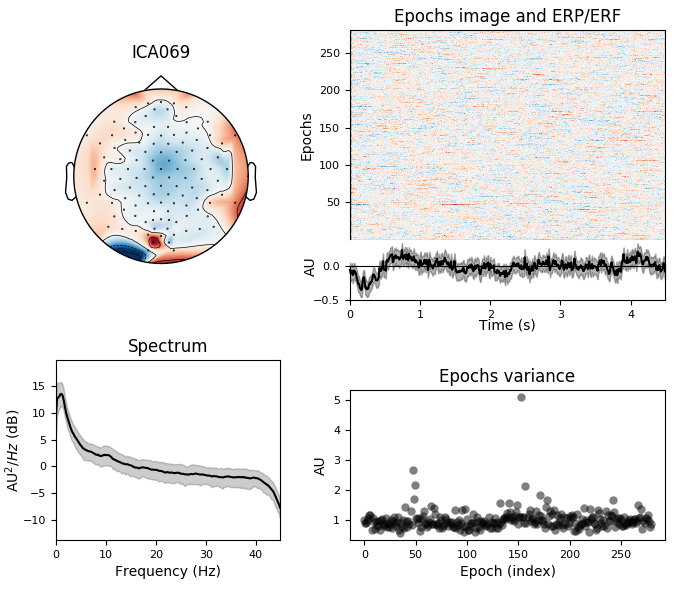 ICA069
Epochs image and ERP/ERF
Epochs
250
200
150
100
50
AU
0.0
−0.5
0 1 2 3 4
Time (s)
Spectrum
AU²/Hz (dB)
15
10
5
0
−5
−10
0 10 20 30 40
Frequency (Hz)
Epochs variance
AU
5
4
3
2
1
0 50 100 150 200 250
Epoch (index)